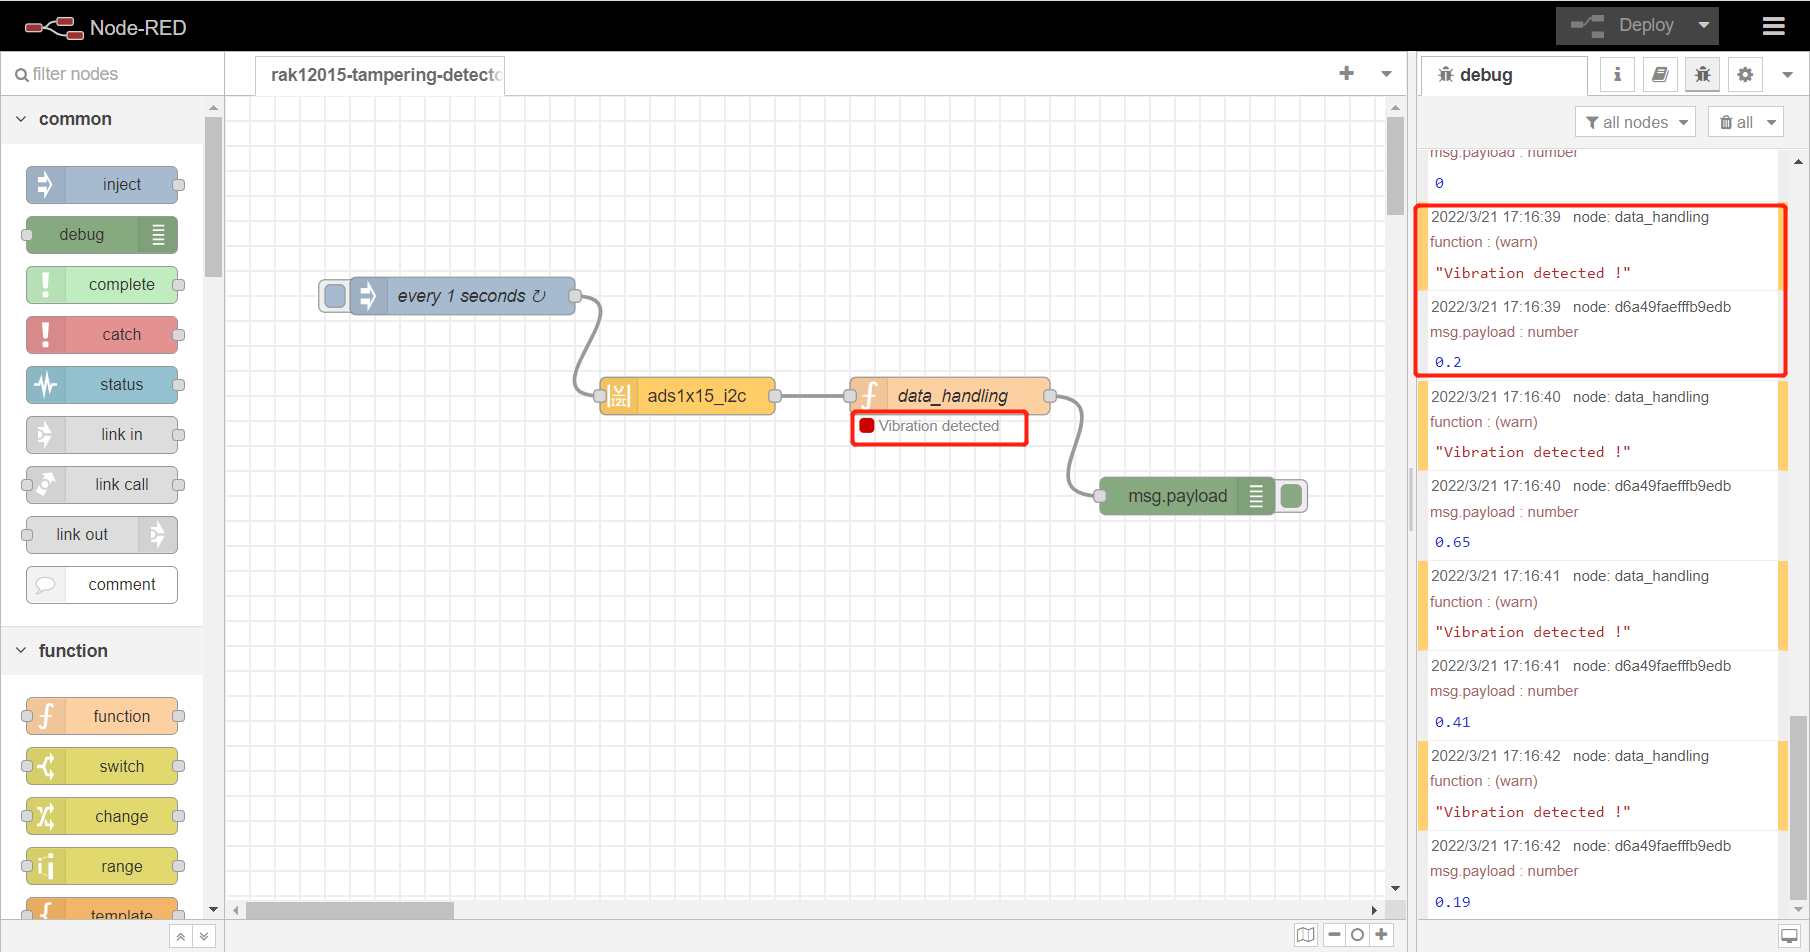 Node-RED
Deploy
filter nodes
rak12015-tampering-detecto
debug
i
all nodes
all
common
inject
debug
complete
catch
status
link in
link call
link out
comment
function
function
switch
change
range
template
every 1 seconds ↻
ads1x15_i2c
I2C
data_handling
Vibration detected
msg.payload
msg.payload : number
0
2022/3/21 17:16:39 node: data_handling
function : (warn)
"Vibration detected !"
2022/3/21 17:16:39 node: d6a49faefffb9edb
msg.payload : number
0.2
2022/3/21 17:16:40 node: data_handling
function : (warn)
"Vibration detected !"
2022/3/21 17:16:40 node: d6a49faefffb9edb
msg.payload : number
0.65
2022/3/21 17:16:41 node: data_handling
function : (warn)
"Vibration detected !"
2022/3/21 17:16:41 node: d6a49faefffb9edb
msg.payload : number
0.41
2022/3/21 17:16:42 node: data_handling
function : (warn)
"Vibration detected !"
2022/3/21 17:16:42 node: d6a49faefffb9edb
msg.payload : number
0.19